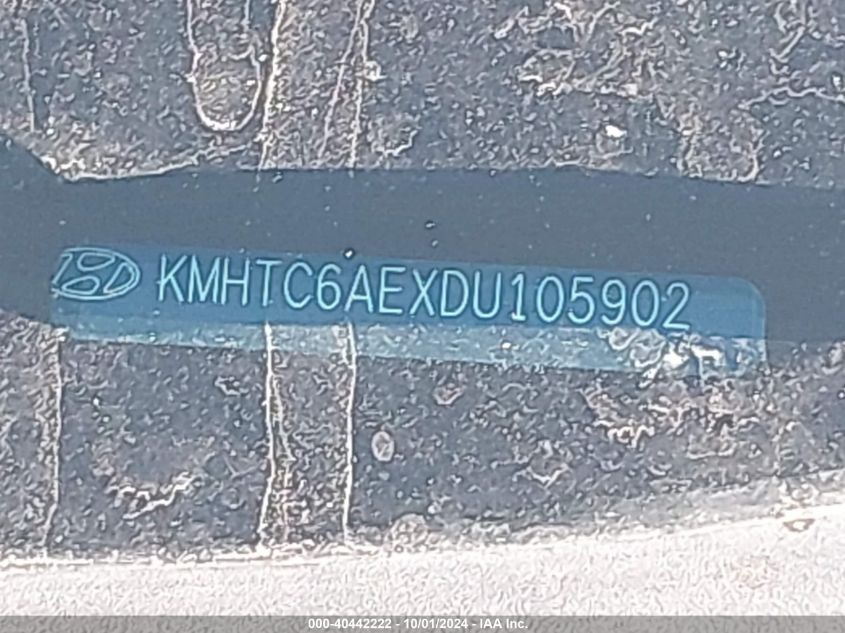 KMHTC6AEXDU105902
000-40442222 - 10/01/2024 - IAA Inc.